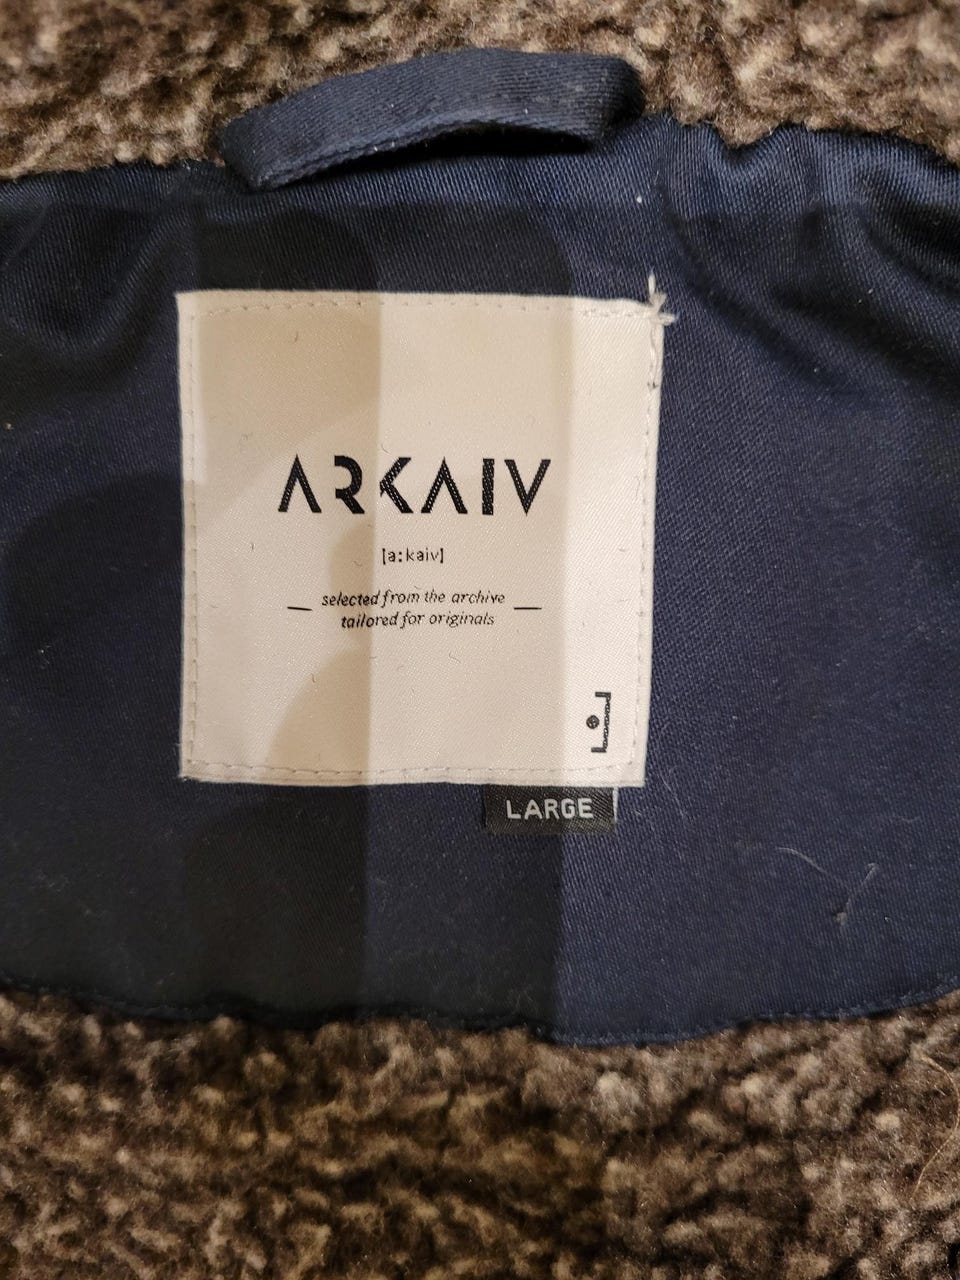 ARKAIV
[a:kaiv]
selected from the archive
tailored for originals
LARGE